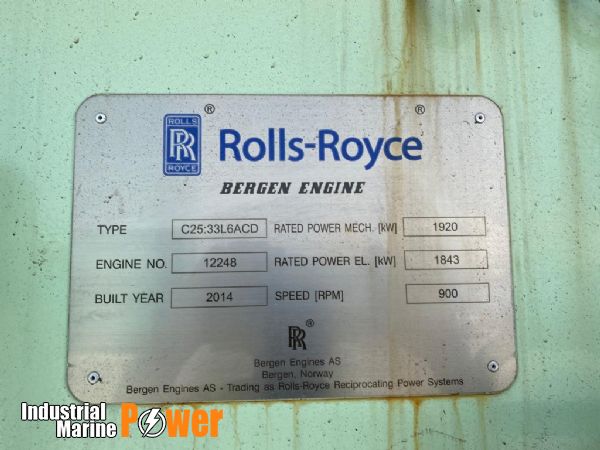 ROLLS
RR
ROYCE
® ®
Rolls-Royce
BERGEN ENGINE
TYPE C25:33L6ACD RATED POWER MECH. [kW] 1920
ENGINE NO. 12248 RATED POWER EL. [kW] 1843
BUILT YEAR 2014 SPEED [RPM] 900
RR ®
Bergen Engines AS
Bergen, Norway
Bergen Engines AS - Trading as Rolls-Royce Reciprocating Power Systems
Industrial
Marine Power